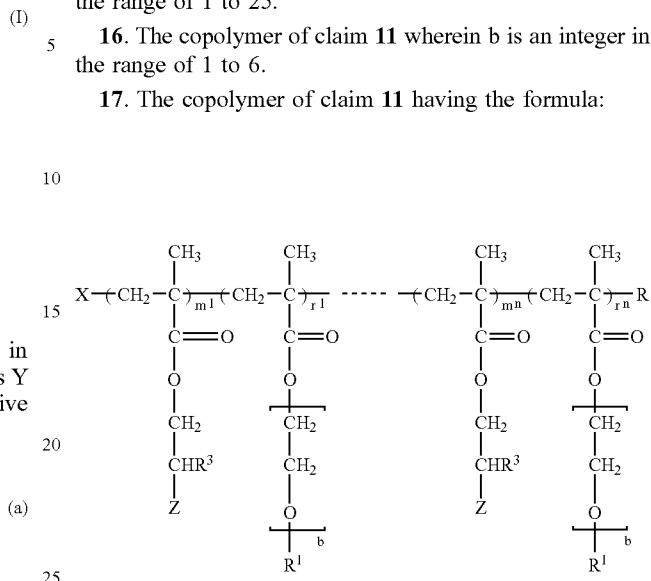 (I)
the range of 1 to 25.
5
16. The copolymer of claim 11 wherein b is an integer in
the range of 1 to 6.
17. The copolymer of claim 11 having the formula:
10
CH3 CH3 CH3 CH3
X—(CH2—C)m1—(CH2—C)r1— ---- —(CH2—C)mn—(CH2—C)rn R
15
C=O C=O C=O C=O
in
O O O O
s Y
ive
CH2 CH2 CH2 CH2
20
CHR3 CH2 CHR3 CH2
(a)
Z O Z O
b b
R1 R1
25